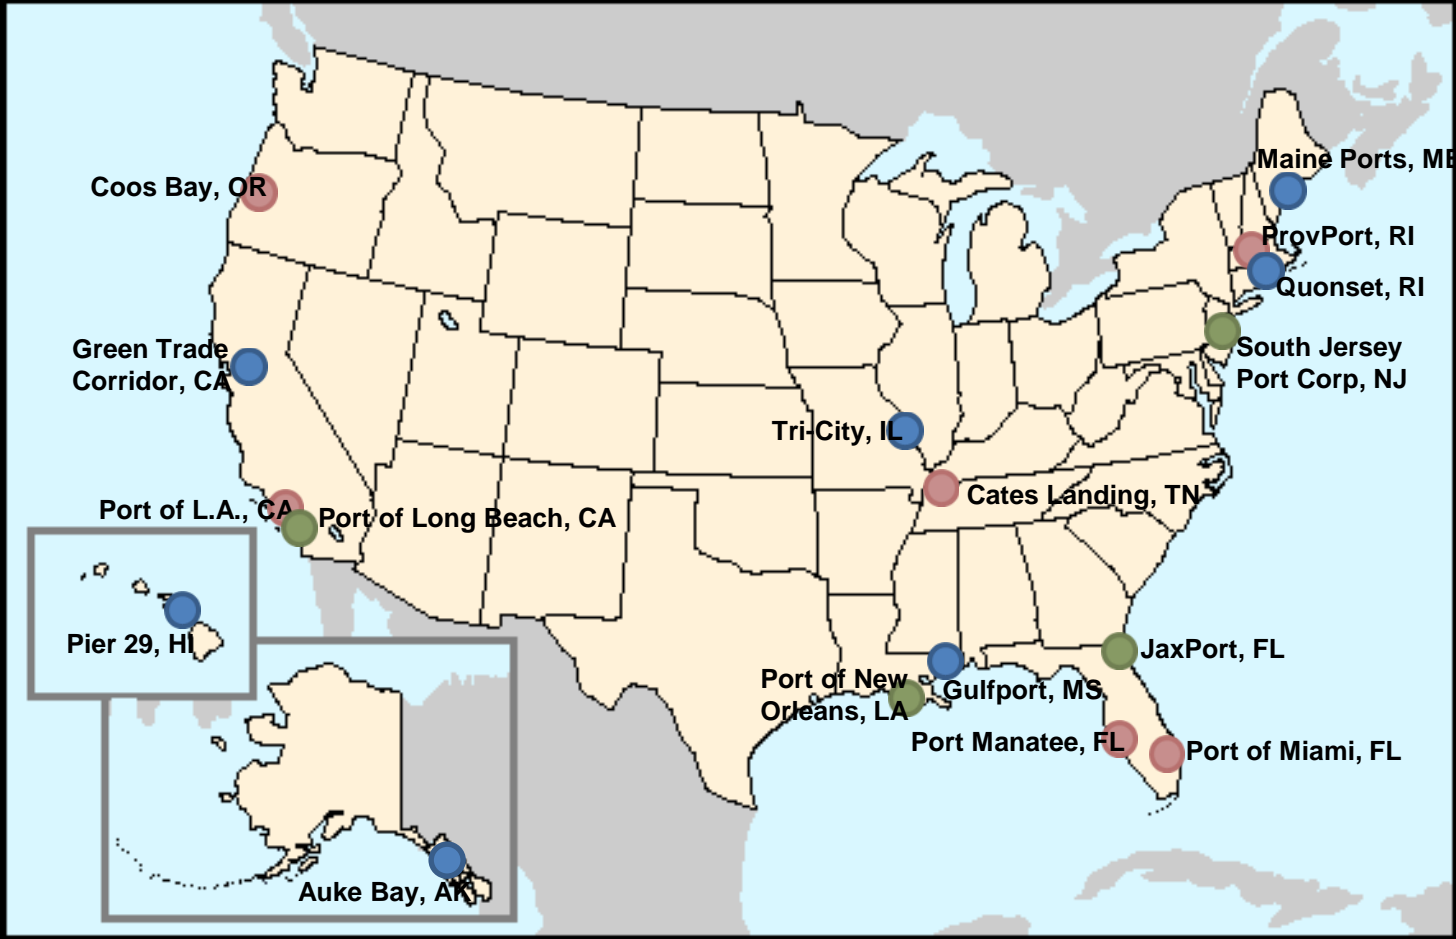 Maine Ports, ME
Coos Bay, OR
ProvPort, RI
Quonset, RI
Green Trade
Corridor, CA
South Jersey
Port Corp, NJ
Tri-City, IL
Cates Landing, TN
Port of L.A., CA
Port of Long Beach, CA
Pier 29, HI
JaxPort, FL
Port of New
Orleans, LA
Gulfport, MS
Port Manatee, FL
Port of Miami, FL
Auke Bay, AK